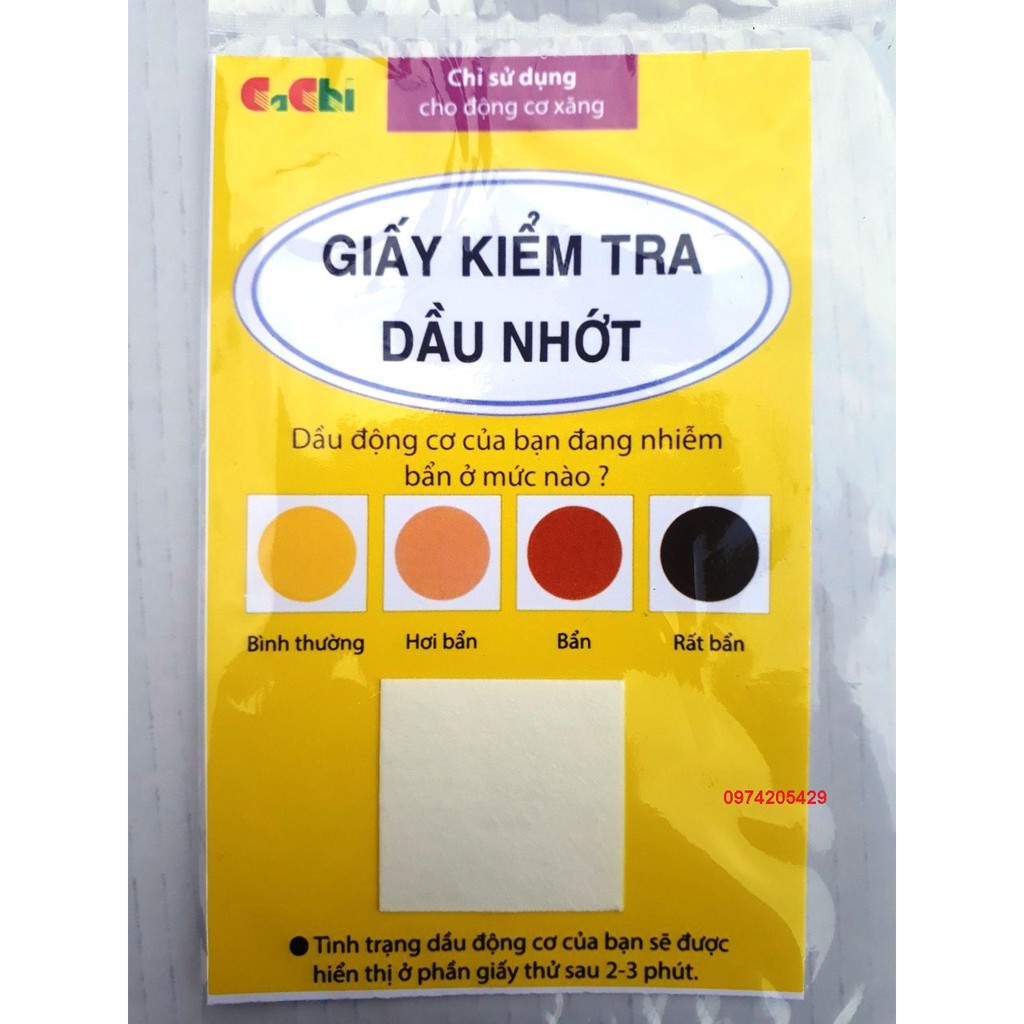 CaChi
Chỉ sử dụng
cho động cơ xăng
GIẤY KIỂM TRA
DẦU NHỚT
Dầu động cơ của bạn đang nhiễm
bẩn ở mức nào ?
Bình thường Hơi bẩn Bẩn Rất bẩn
0974205429
● Tình trạng dầu động cơ của bạn sẽ được
hiển thị ở phần giấy thử sau 2-3 phút.